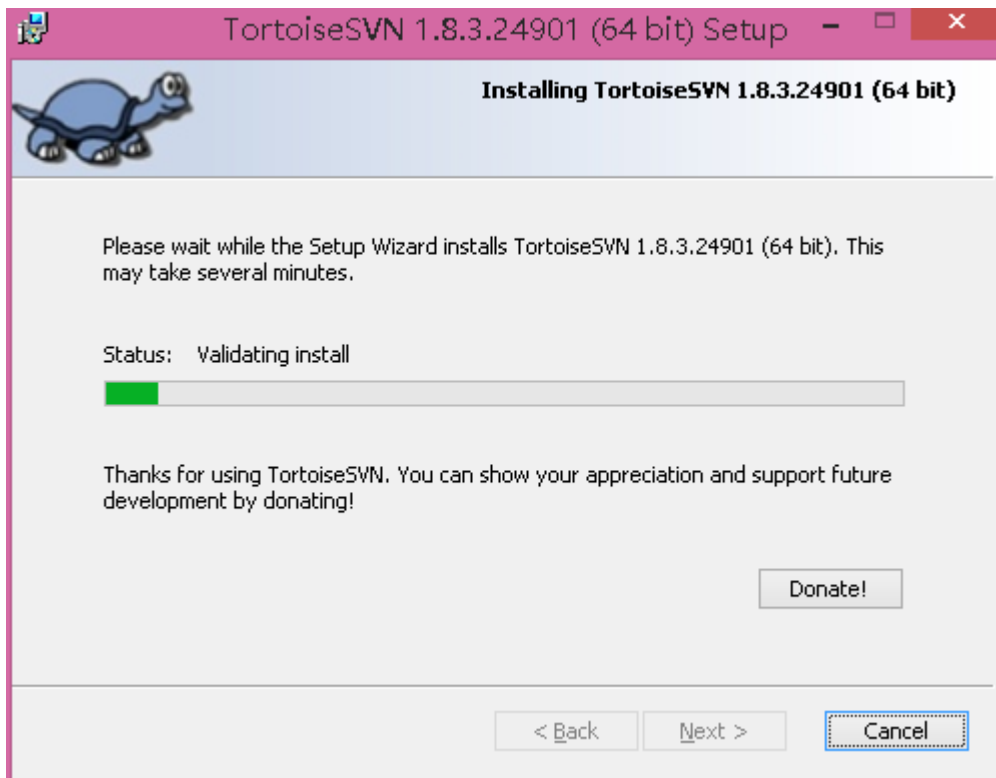 TortoiseSVN 1.8.3.24901 (64 bit) Setup
Installing TortoiseSVN 1.8.3.24901 (64 bit)
Please wait while the Setup Wizard installs TortoiseSVN 1.8.3.24901 (64 bit). This
may take several minutes.
Status: Validating install
Thanks for using TortoiseSVN. You can show your appreciation and support future
development by donating!
Donate!
< Back Next > Cancel